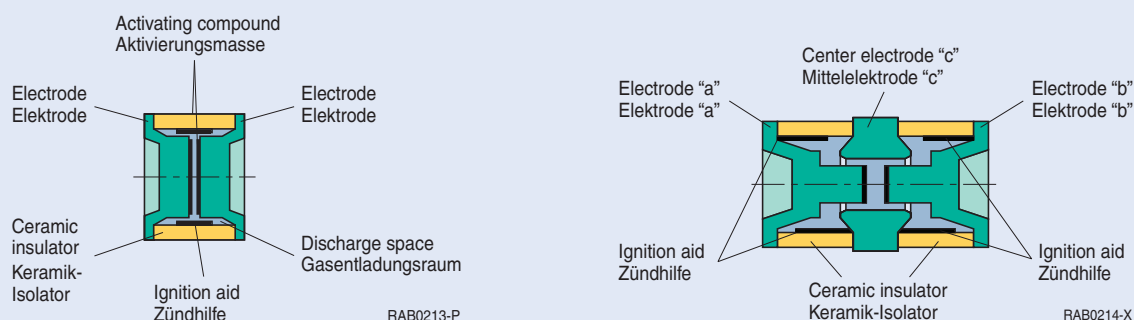 Activating compound
Aktivierungsmasse
Electrode
Elektrode
Electrode
Elektrode
Ceramic
insulator
Keramik-
Isolator
Ignition aid
Zündhilfe
Discharge space
Gasentladungsraum
RAB0213-P
Center electrode “c”
Mittelelektrode “c”
Electrode “a”
Elektrode “a”
Electrode “b”
Elektrode “b”
Ignition aid
Zündhilfe
Ceramic insulator
Keramik-Isolator
Ignition aid
Zündhilfe
RAB0214-X